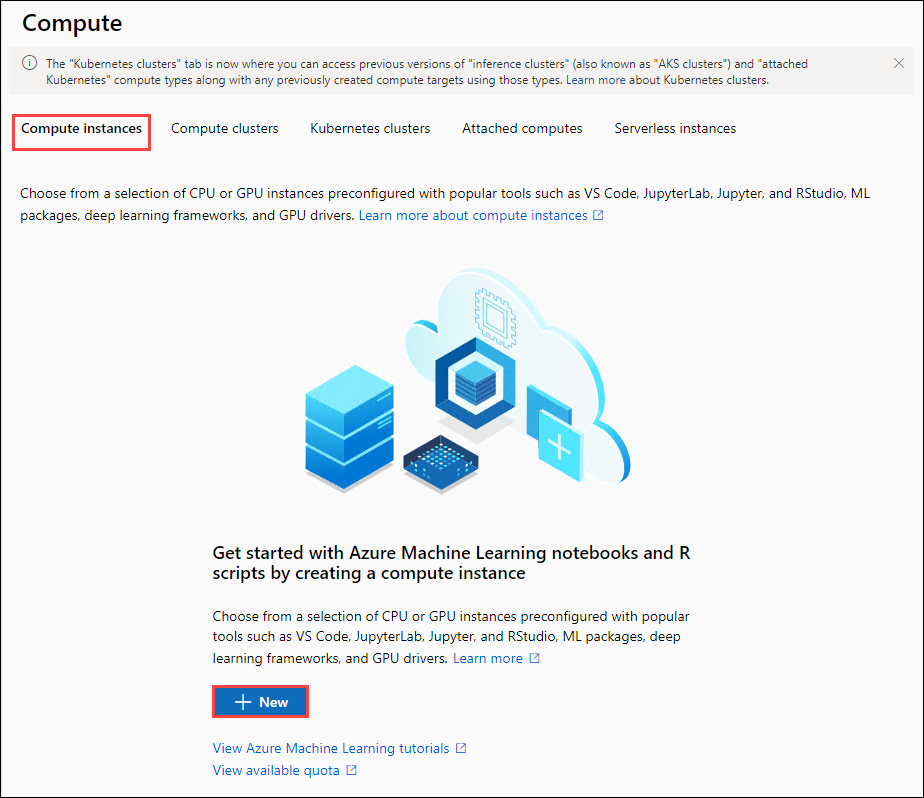 Compute
The "Kubernetes clusters" tab is now where you can access previous versions of "inference clusters" (also known as "AKS clusters") and "attached
Kubernetes" compute types along with any previously created compute targets using those types. Learn more about Kubernetes clusters.
Compute instances Compute clusters Kubernetes clusters Attached computes Serverless instances
Choose from a selection of CPU or GPU instances preconfigured with popular tools such as VS Code, JupyterLab, Jupyter, and RStudio, ML
packages, deep learning frameworks, and GPU drivers. Learn more about compute instances
Get started with Azure Machine Learning notebooks and R
scripts by creating a compute instance
Choose from a selection of CPU or GPU instances preconfigured with popular
tools such as VS Code, JupyterLab, Jupyter, and RStudio, ML packages, deep
learning frameworks, and GPU drivers. Learn more
New
View Azure Machine Learning tutorials
View available quota